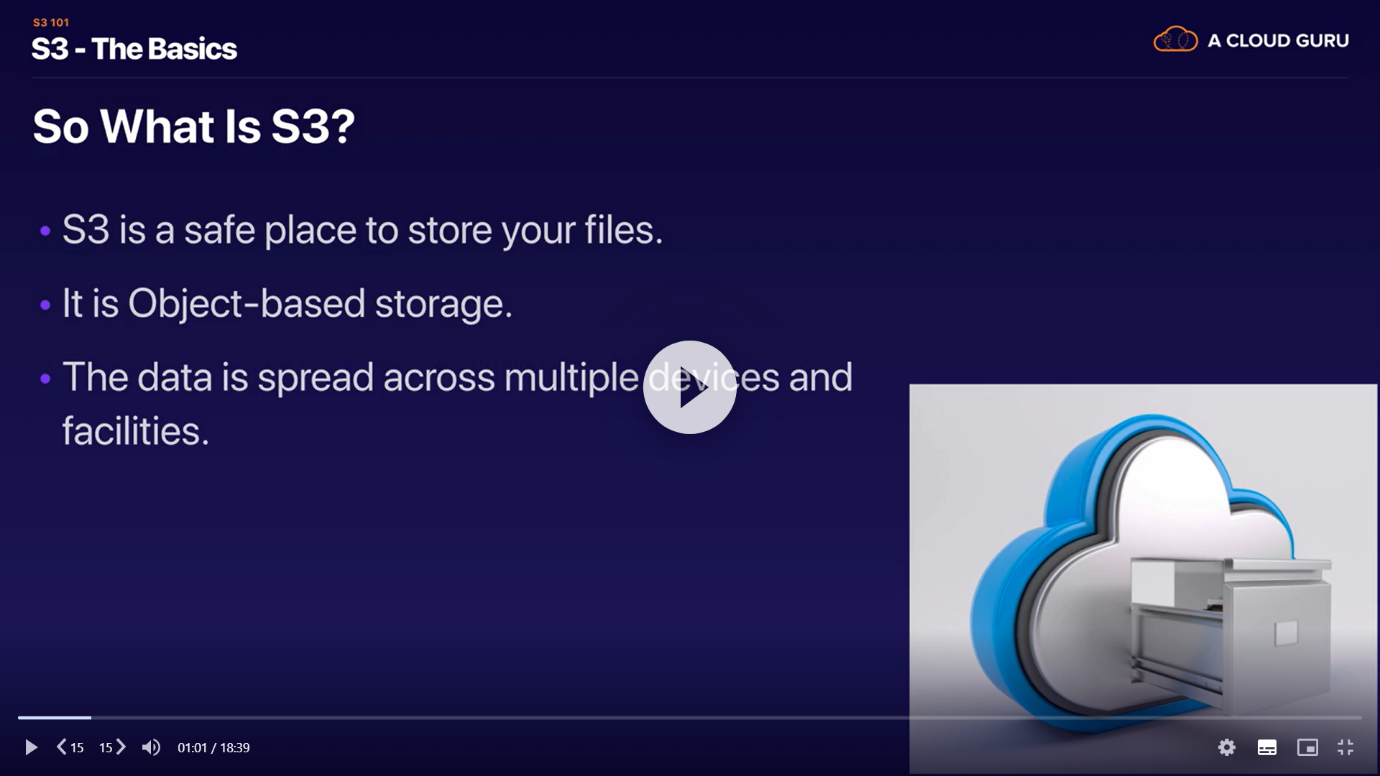 S3 101
S3 - The Basics
A CLOUD GURU
So What Is S3?
• S3 is a safe place to store your files.
• It is Object-based storage.
• The data is spread across multiple devices and
facilities.
15
15
01:01 / 18:39